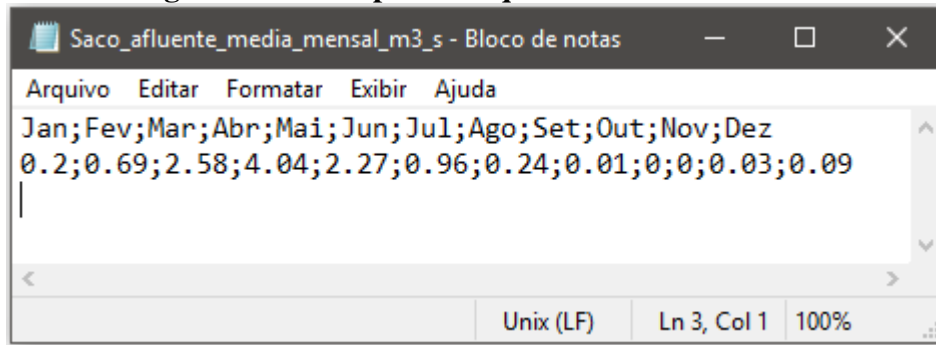 Saco_afluente_media_mensal_m3_s - Bloco de notas
Arquivo Editar Formatar Exibir Ajuda
Jan;Fev;Mar;Abr;Mai;Jun;Jul;Ago;Set;Out;Nov;Dez
0.2;0.69;2.58;4.04;2.27;0.96;0.24;0.01;0;0;0.03;0.09
Unix (LF) Ln 3, Col 1 100%